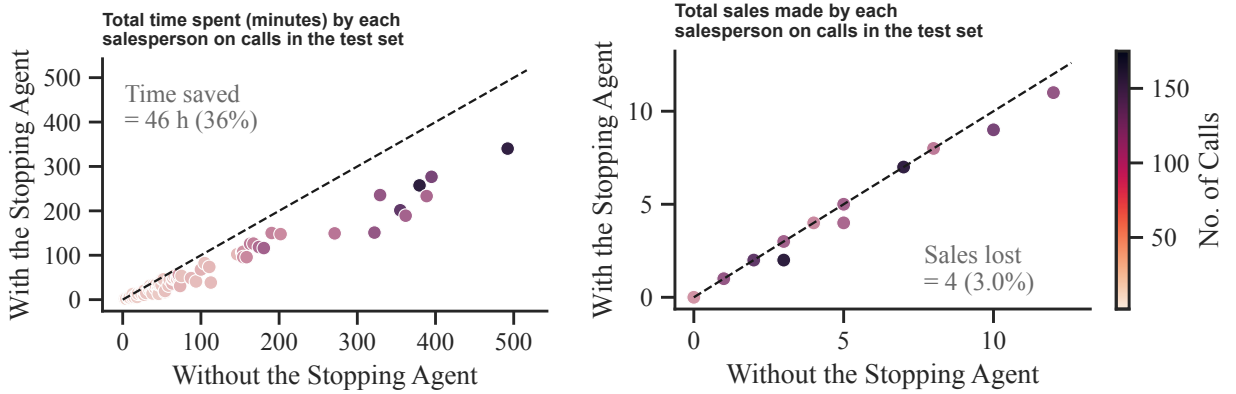 Total time spent (minutes) by each
salesperson on calls in the test set
With the Stopping Agent
500
400
300
200
100
0
Time saved
= 46 h (36%)
0 100 200 300 400 500
Without the Stopping Agent
Total sales made by each
salesperson on calls in the test set
With the Stopping Agent
10
5
0
Sales lost
= 4 (3.0%)
0 5 10
Without the Stopping Agent
150
100
50
No. of Calls